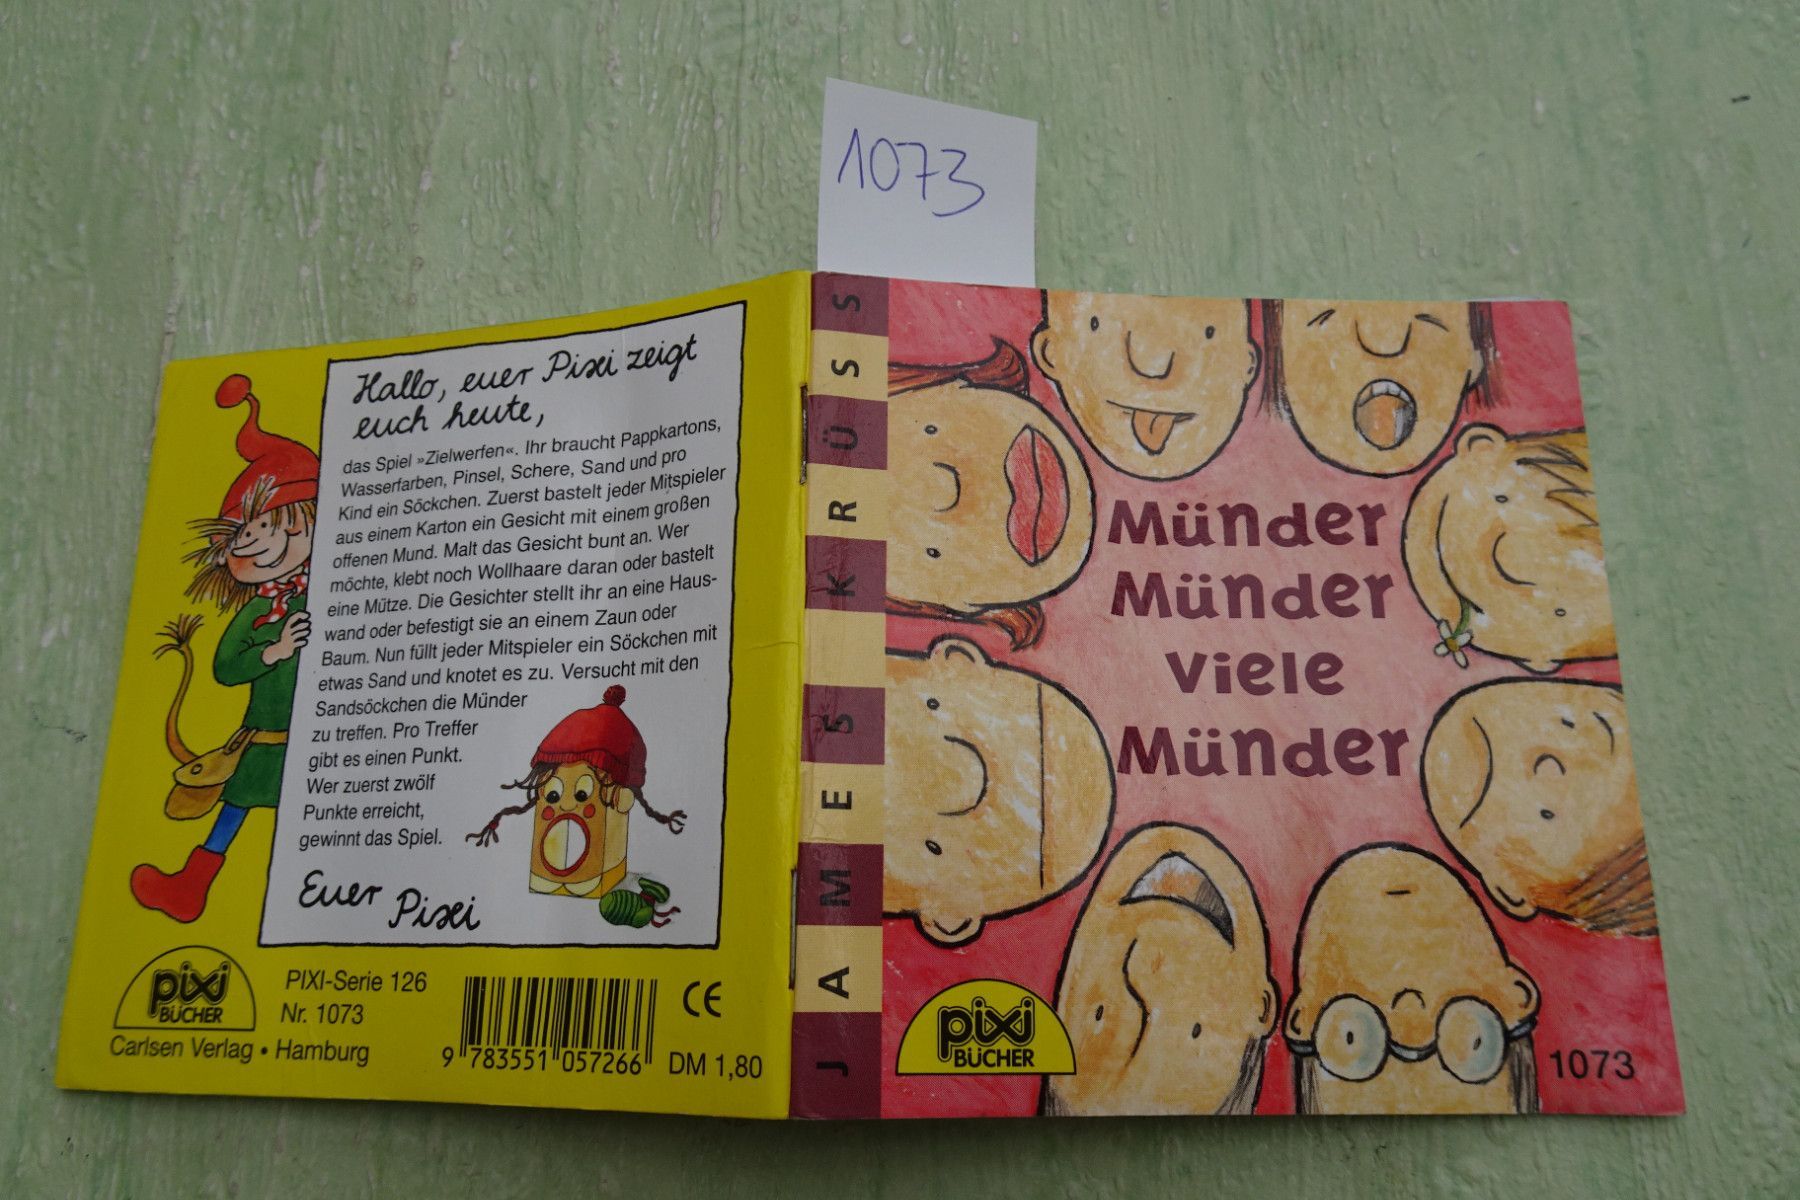 1073
Hallo, euer Pixi zeigt
euch heute,
das Spiel »Zielwerfen«. Ihr braucht Pappkartons,
Wasserfarben, Pinsel, Schere, Sand und pro
Kind ein Söckchen. Zuerst bastelt jeder Mitspieler
aus einem Karton ein Gesicht mit einem großen
offenen Mund. Malt das Gesicht bunt an. Wer
möchte, klebt noch Wollhaare daran oder bastelt
eine Mütze. Die Gesichter stellt ihr an eine Haus-
wand oder befestigt sie an einem Zaun oder
Baum. Nun füllt jeder Mitspieler ein Söckchen mit
etwas Sand und knotet es zu. Versucht mit den
Sandsöckchen die Münder
zu treffen. Pro Treffer
gibt es einen Punkt.
Wer zuerst zwölf
Punkte erreicht,
gewinnt das Spiel.
Euer Pixi
pixi
BÜCHER
PIXI-Serie 126
Nr. 1073
Carlsen Verlag • Hamburg
9 783551 057266
CE
DM 1,80
JAMES KRÜSS
Münder
Münder
viele
Münder
pixi
BÜCHER
1073